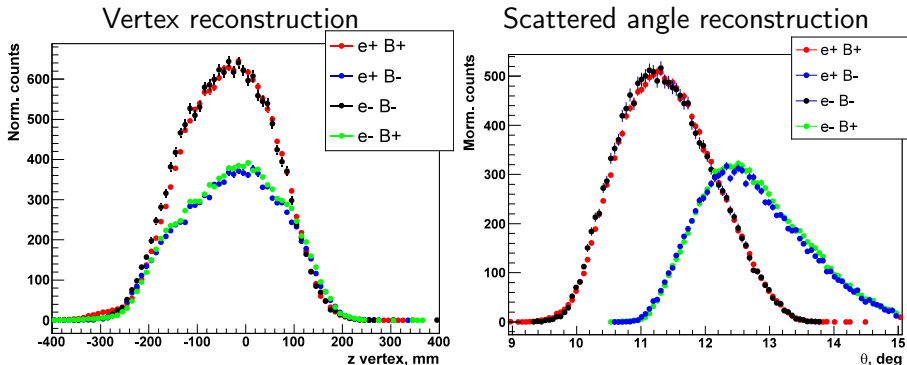 Vertex reconstruction
Norm. counts
600
500
400
300
200
100
0
-400 -300 -200 -100 0 100 200 300 400
z vertex, mm
e+ B+
e+ B-
e- B-
e- B+
Scattered angle reconstruction
Morm. counts
500
400
300
200
100
0
9 10 11 12 13 14 15
θ, deg
e+ B+
e+ B-
e- B-
e- B+